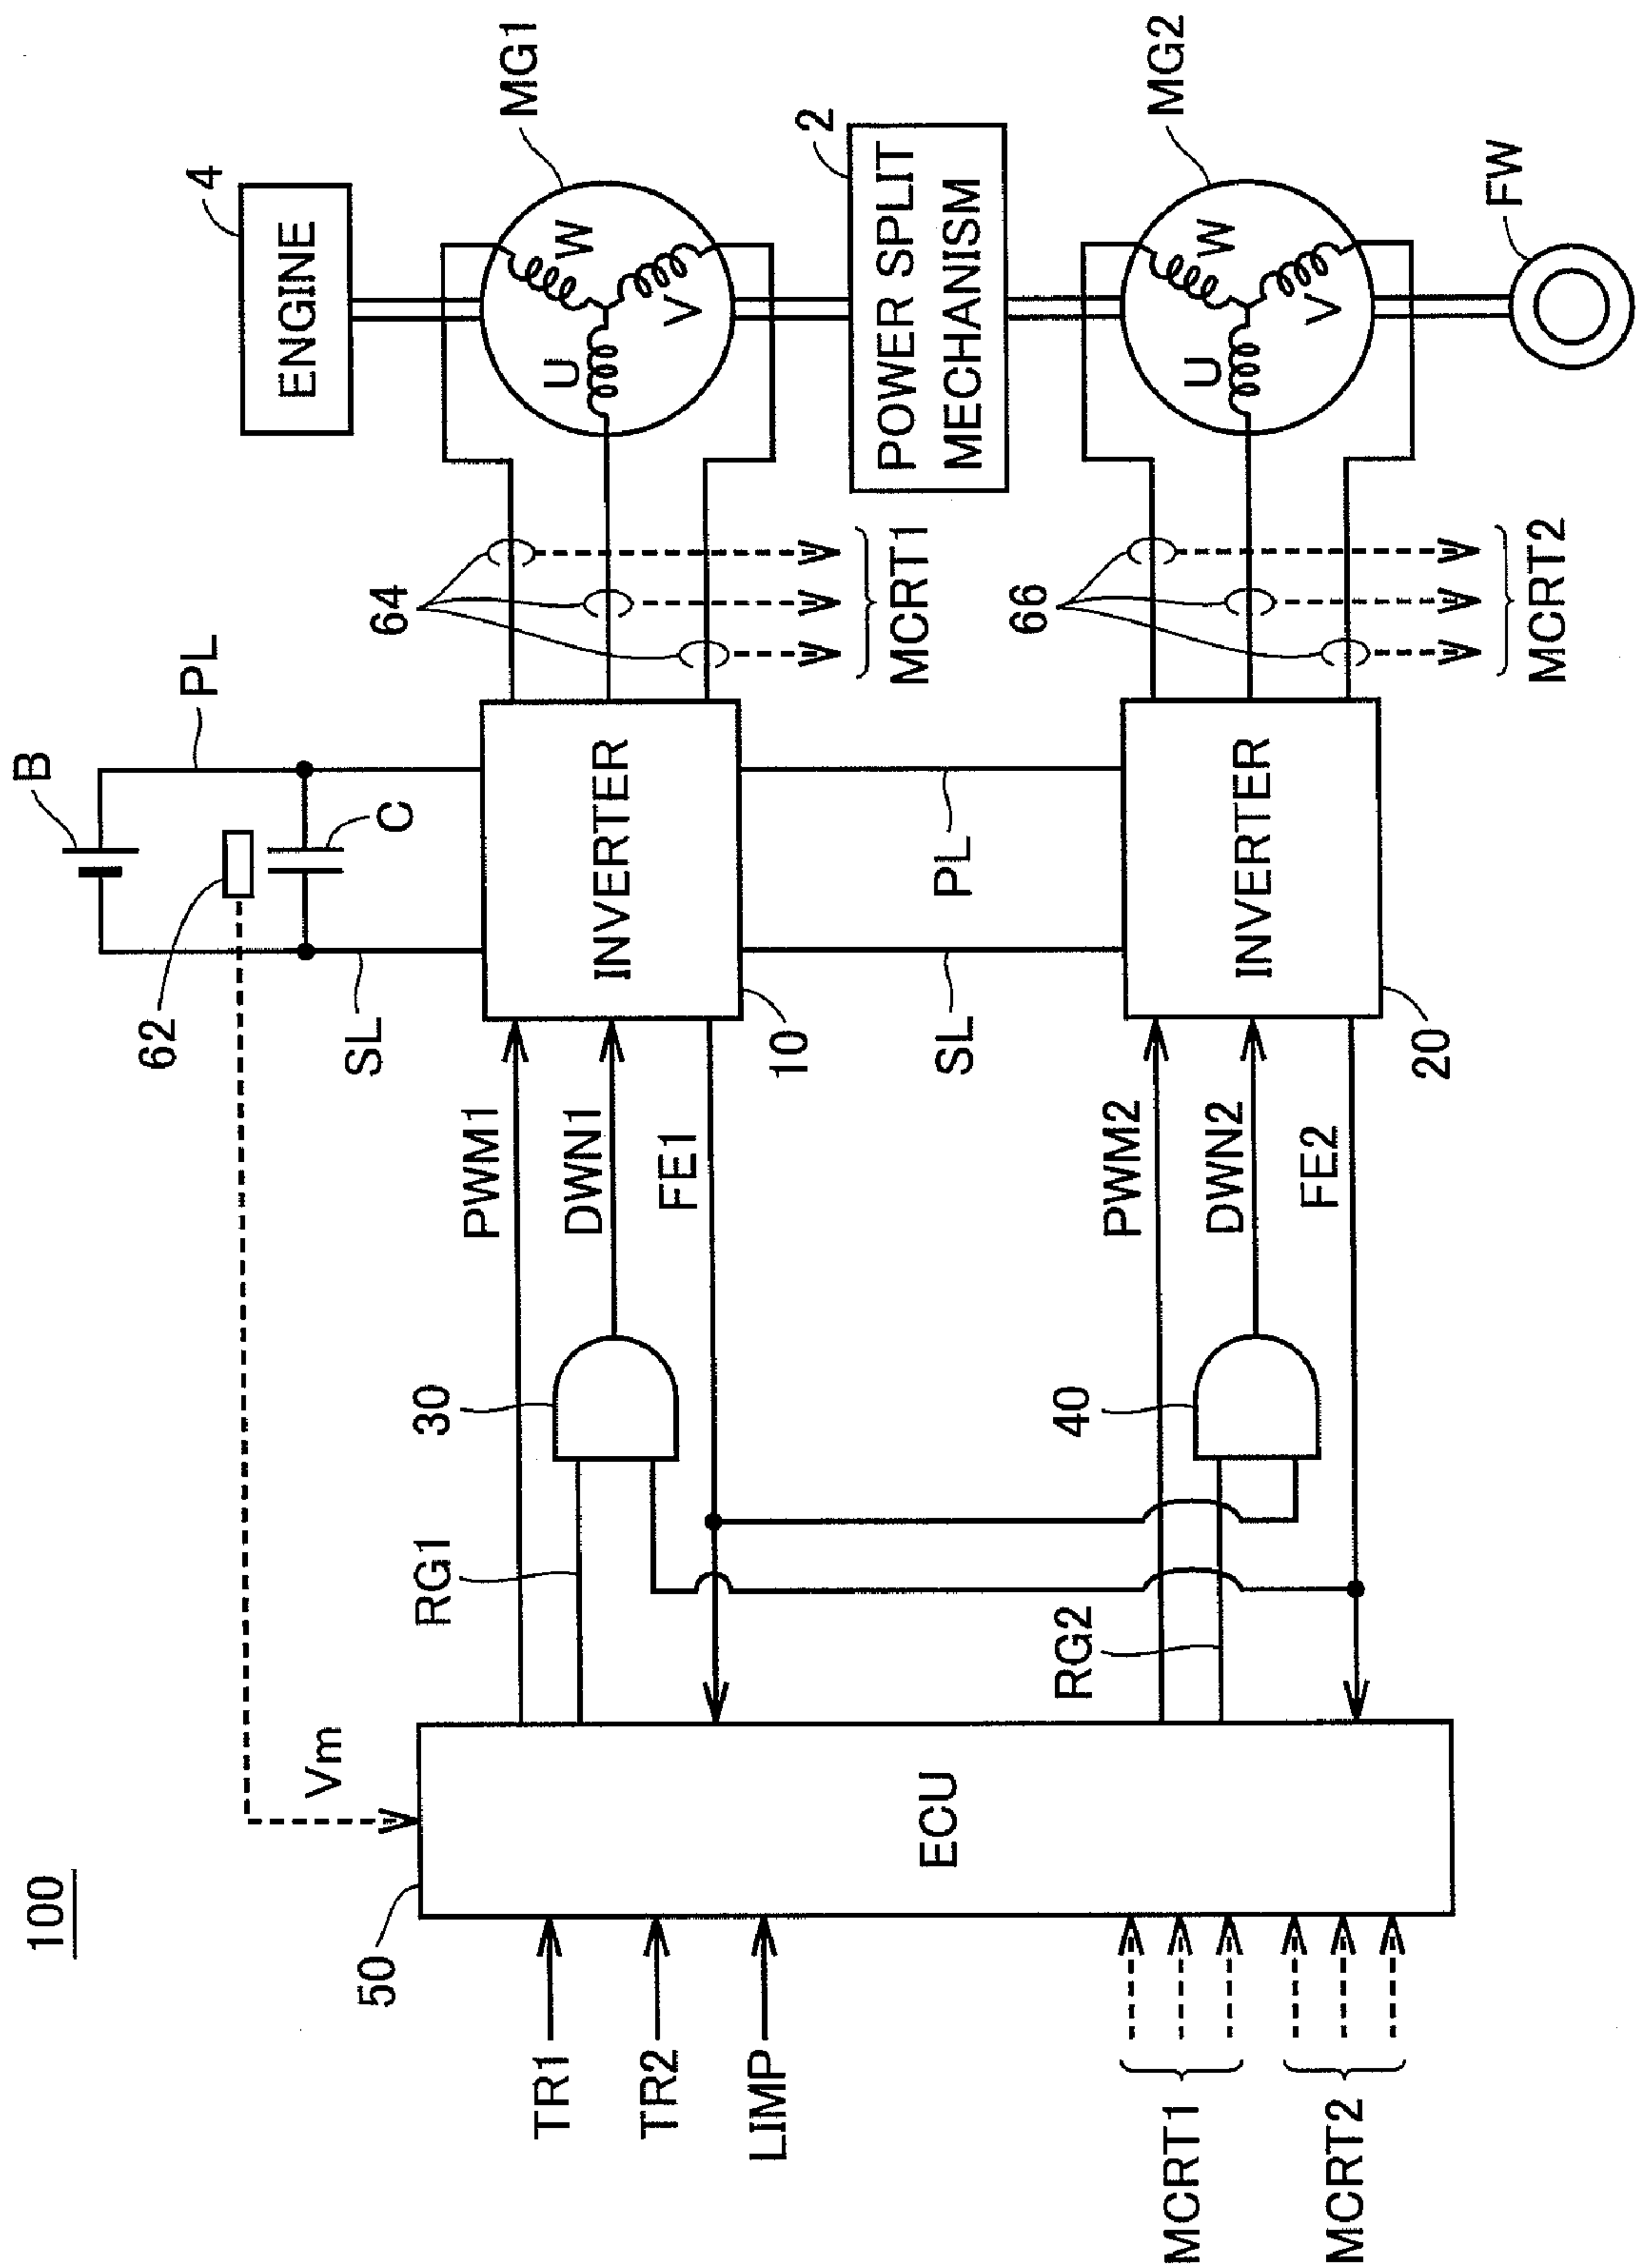 100
B
PL
62
C
SL
Vm
4
ENGINE
MG1
U
V
W
64
MCRT1
2
POWER SPLIT
MECHANISM
INVERTER
10
PWM1
DWN1
FE1
30
RG1
PL
SL
50
ECU
TR1
TR2
LIMP
MCRT1
MCRT2
RG2
40
PWM2
DWN2
FE2
INVERTER
20
66
MCRT2
MG2
U
V
W
FW